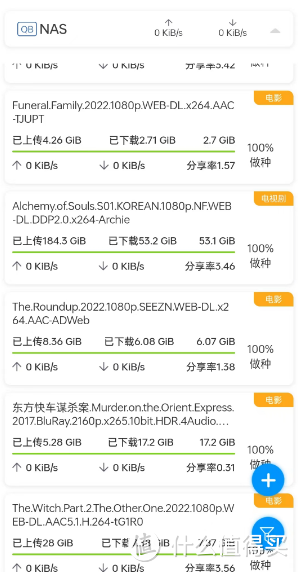 QB NAS
↑ ↓
0 KiB/s 0 KiB/s
↑ 0 KiB/s ↓ 0 KiB/s 分享率3.42 做种
电影
Funeral.Family.2022.1080p.WEB-DL.x264.AAC
-TJUPT
已上传4.26 GiB 已下载2.71 GiB 2.7 GiB
100%
做种
↑ 0 KiB/s ↓ 0 KiB/s 分享率1.57
电视剧
Alchemy.of.Souls.S01.KOREAN.1080p.NF.WEB
-DL.DDP2.0.x264-Archie
已上传184.3 GiB 已下载53.2 GiB 53.1 GiB
100%
做种
↑ 0 KiB/s ↓ 0 KiB/s 分享率3.46
电影
The.Roundup.2022.1080p.SEEZN.WEB-DL.x2
64.AAC-ADWeb
已上传8.36 GiB 已下载6.08 GiB 6.07 GiB
100%
做种
↑ 0 KiB/s ↓ 0 KiB/s 分享率1.38
电影
东方快车谋杀案.Murder.on.the.Orient.Express.
2017.BluRay.2160p.x265.10bit.HDR.4Audio....
已上传5.28 GiB 已下载17.2 GiB 17.2 GiB
100%
做种
↑ 0 KiB/s ↓ 0 KiB/s 分享率0.31
电影
The.Witch.Part.2.The.Other.One.2022.1080p.W
EB-DL.AAC5.1.H.264-tG1R0
已上传28 GiB 已下载 GiB
100%
做种
↑ 0 KiB/s ↓ 0 KiB/s 分享率3.56
值 什么值得买